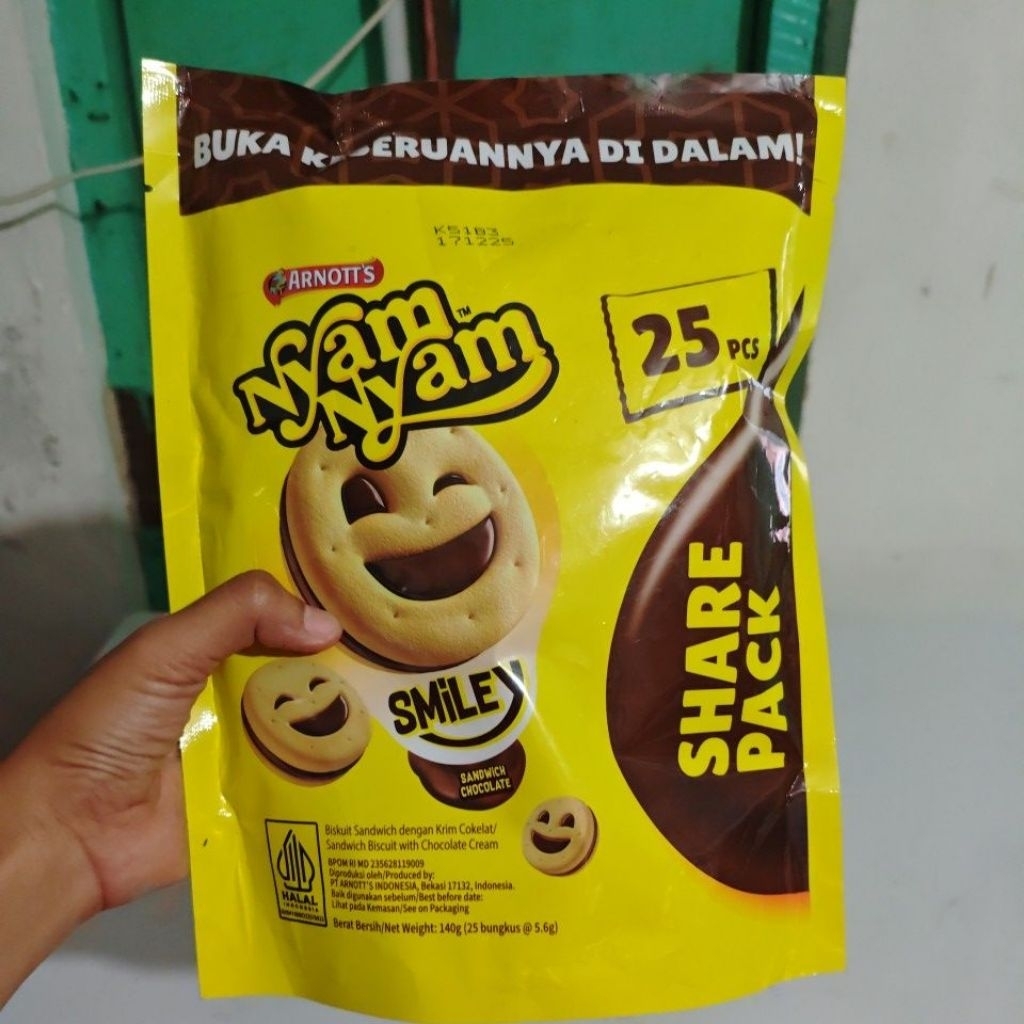 BUKA KESERUANNYA DI DALAM!
K51B3
171225
ARNOTT'S
Nyam Nyam™
25 PCS
SHARE PACK
SMiLEY
SANDWICH
CHOCOLATE
Biskuit Sandwich dengan Krim Cokelat/
Sandwich Biscuit with Chocolate Cream
BPOM RI MD 235628119009
Diproduksi oleh/Produced by:
PT ARNOTT'S INDONESIA, Bekasi 17132, Indonesia.
Baik digunakan sebelum/Best before date:
Lihat pada Kemasan/See on Packaging
HALAL
INDONESIA
Berat Bersih/Net Weight: 140g (25 bungkus @ 5.6g)